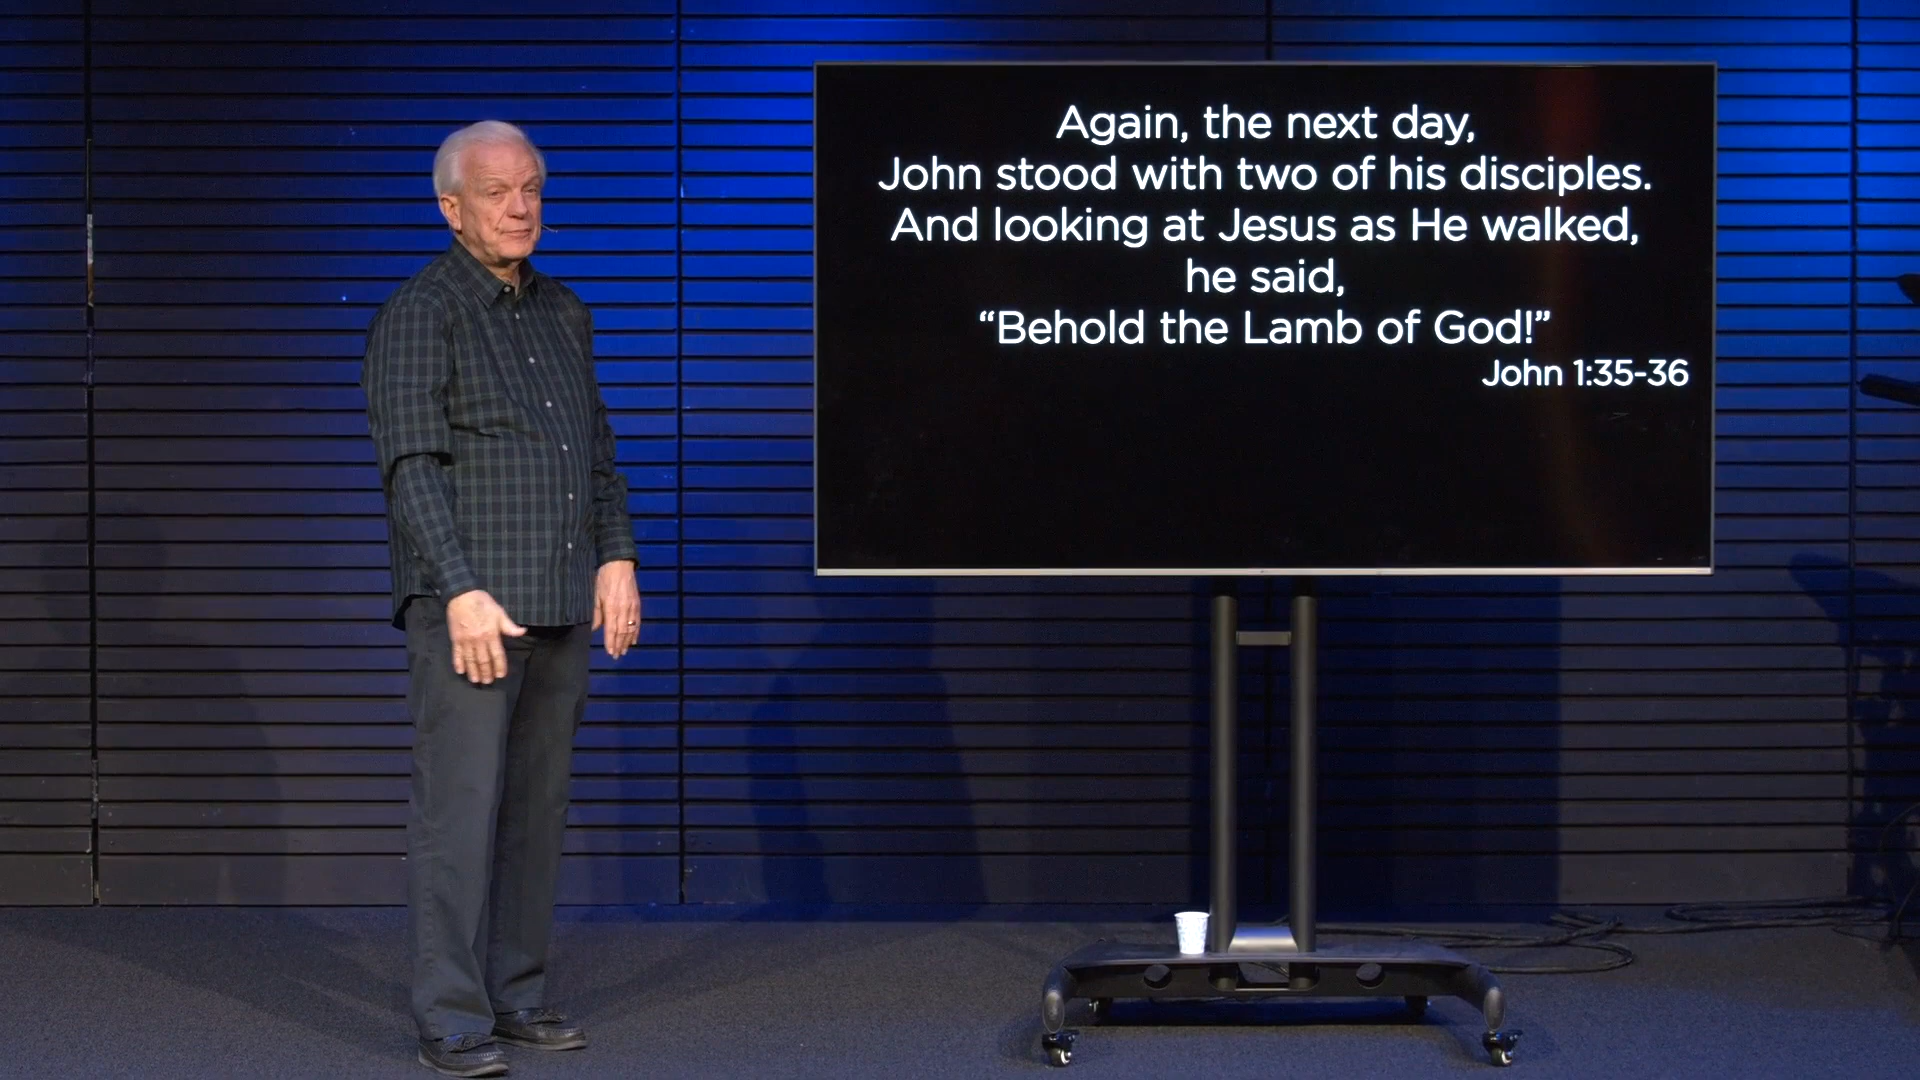 Again, the next day,
John stood with two of his disciples.
And looking at Jesus as He walked,
he said,
“Behold the Lamb of God!”
John 1:35-36